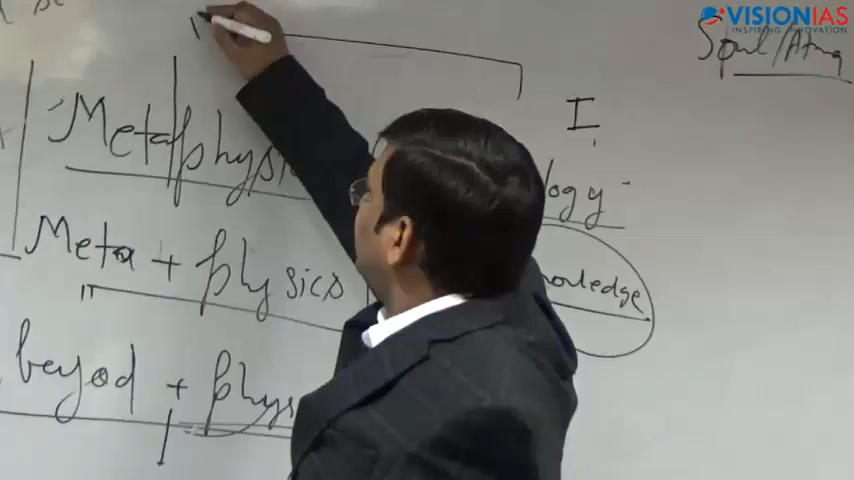 VISIONIAS
INSPIRING INNOVATION
Soul/Atma
I
Metaphysi
logy
Meta + physics
nowledge
beyod + phys